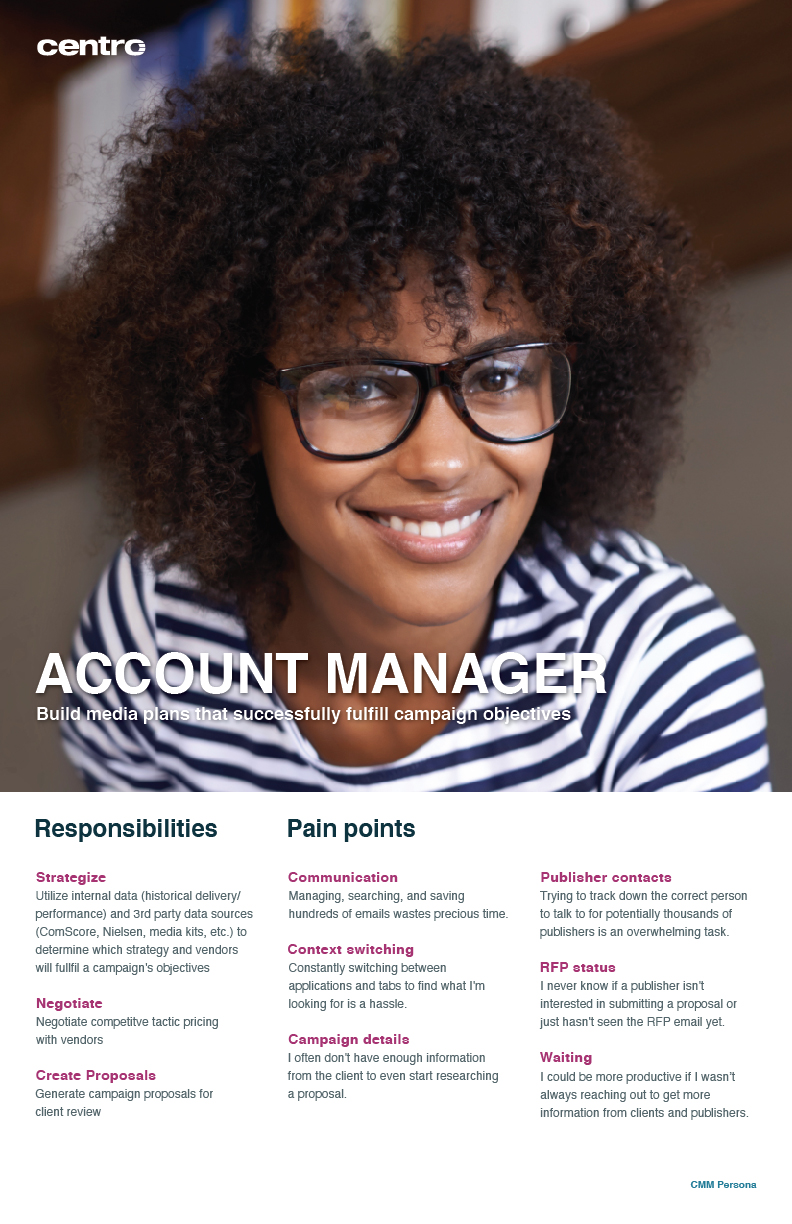 centro
ACCOUNT MANAGER
Build media plans that successfully fulfill campaign objectives
Responsibilities
Strategize
Utilize internal data (historical delivery/
performance) and 3rd party data sources
(ComScore, Nielsen, media kits, etc.) to
determine which strategy and vendors
will fullfil a campaign's objectives
Negotiate
Negotiate competitve tactic pricing
with vendors
Create Proposals
Generate campaign proposals for
client review
Pain points
Communication
Managing, searching, and saving
hundreds of emails wastes precious time.
Context switching
Constantly switching between
applications and tabs to find what I'm
looking for is a hassle.
Campaign details
I often don't have enough information
from the client to even start researching
a proposal.
Publisher contacts
Trying to track down the correct person
to talk to for potentially thousands of
publishers is an overwhelming task.
RFP status
I never know if a publisher isn't
interested in submitting a proposal or
just hasn't seen the RFP email yet.
Waiting
I could be more productive if I wasn't
always reaching out to get more
information from clients and publishers.
CMM Persona